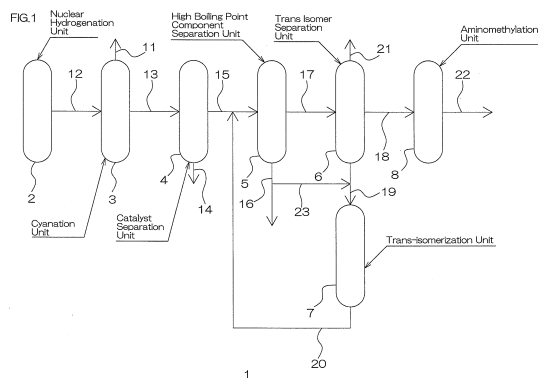 FIG.1
Nuclear
Hydrogenation
Unit
High Boiling Point
Component
Separation Unit
Trans Isomer
Separation
Unit
Aminomethylation
Unit
11
21
12
13
15
17
18
22
2
3
4
14
5
6
8
16
23
19
Cyanation
Unit
Catalyst
Separation
Unit
Trans-isomerization Unit
7
20
1